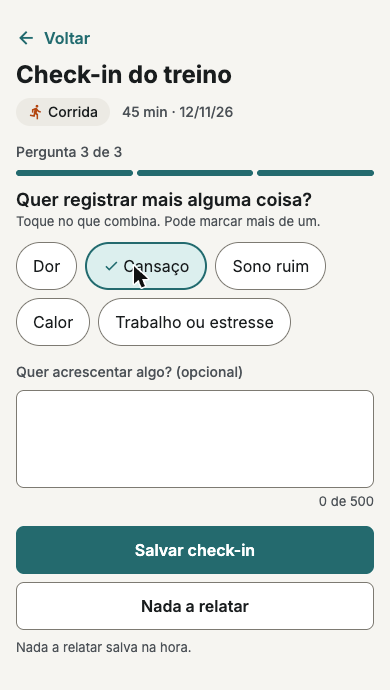 Voltar
Check-in do treino
Corrida 45 min · 12/11/26
Pergunta 3 de 3
Quer registrar mais alguma coisa?
Toque no que combina. Pode marcar mais de um.
Dor Cansaço Sono ruim
Calor Trabalho ou estresse
Quer acrescentar algo? (opcional)
0 de 500
Salvar check-in
Nada a relatar
Nada a relatar salva na hora.